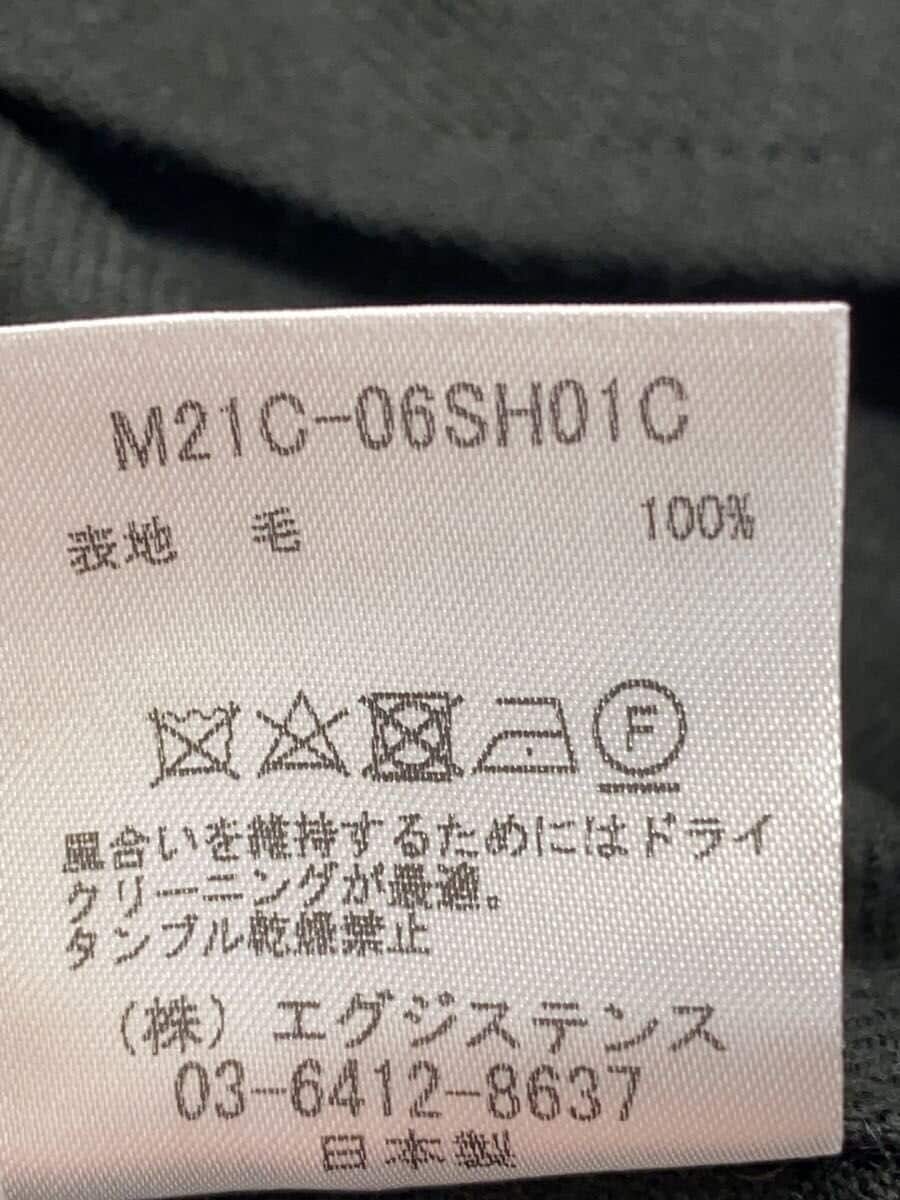 M21C-06SH01C
表地 毛 100%
F
風合いを維持するためにはドライ
クリーニングが最適。
タンブル乾燥禁止
(株)エグジステンス
03-6412-8637
日本製